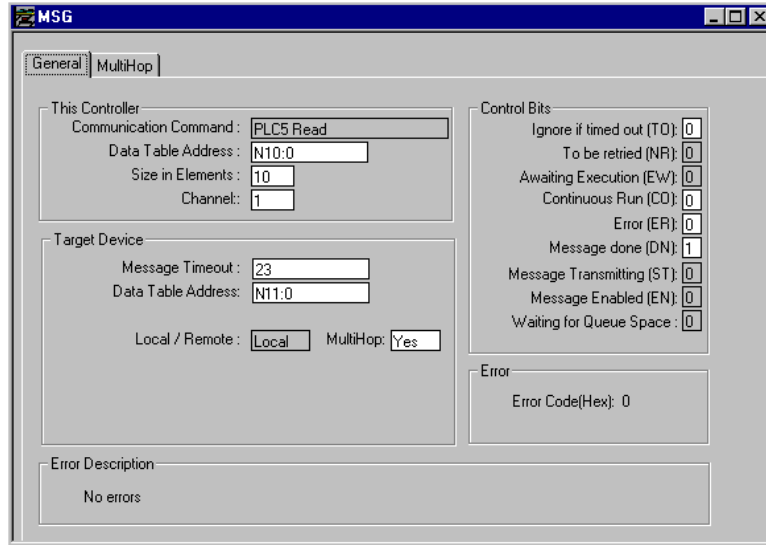 MSG
General MultiHop
This Controller
Communication Command : PLC5 Read
Data Table Address : N10:0
Size in Elements : 10
Channel:: 1
Target Device
Message Timeout : 23
Data Table Address: N11:0
Local / Remote : Local MultiHop: Yes
Control Bits
Ignore if timed out (TO): 0
To be retried (NR): 0
Awaiting Execution (EW): 0
Continuous Run (CO): 0
Error (ER): 0
Message done (DN): 1
Message Transmitting (ST): 0
Message Enabled (EN): 0
Waiting for Queue Space : 0
Error
Error Code(Hex): 0
Error Description
No errors